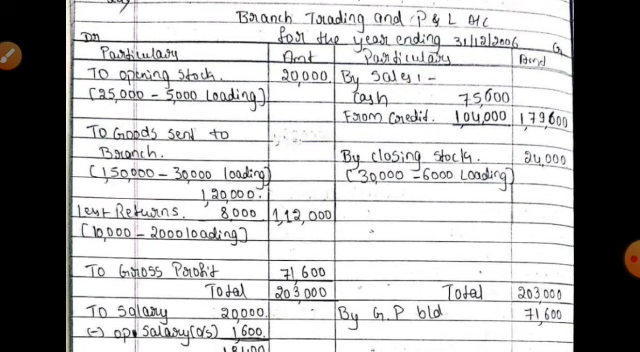 Branch Trading and P & L A/C
for the year ending 31/12/2006
Dr Cr
Particulars Amt Particulars Amt
To opening stock. 20,000. By Sales : -
(25,000 - 5,000 loading) Cash 75,600
From Credit. 104,000 1,79,600
To Goods sent to
Branch. By closing stock. 24,000
(1,50,000 - 30,000 loading) (30,000 - 6000 Loading)
1,20,000.
Less Returns. 8,000 1,12,000
(10,000 - 2000 loading)
To Gross Profit 71,600
Total 203,000 Total 203,000
To Salary 20000. By G.P b/d 71,600
(-) op. Salary (o/s) 1,600
18400